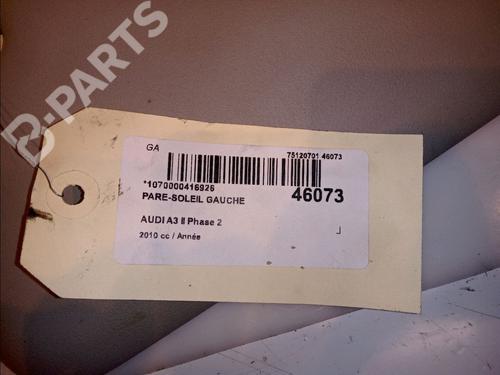 B-PARTS
GA
75120701 46073
*1070000416926
46073
PARE-SOLEIL GAUCHE
AUDI A3 II Phase 2
2010 cc / Année